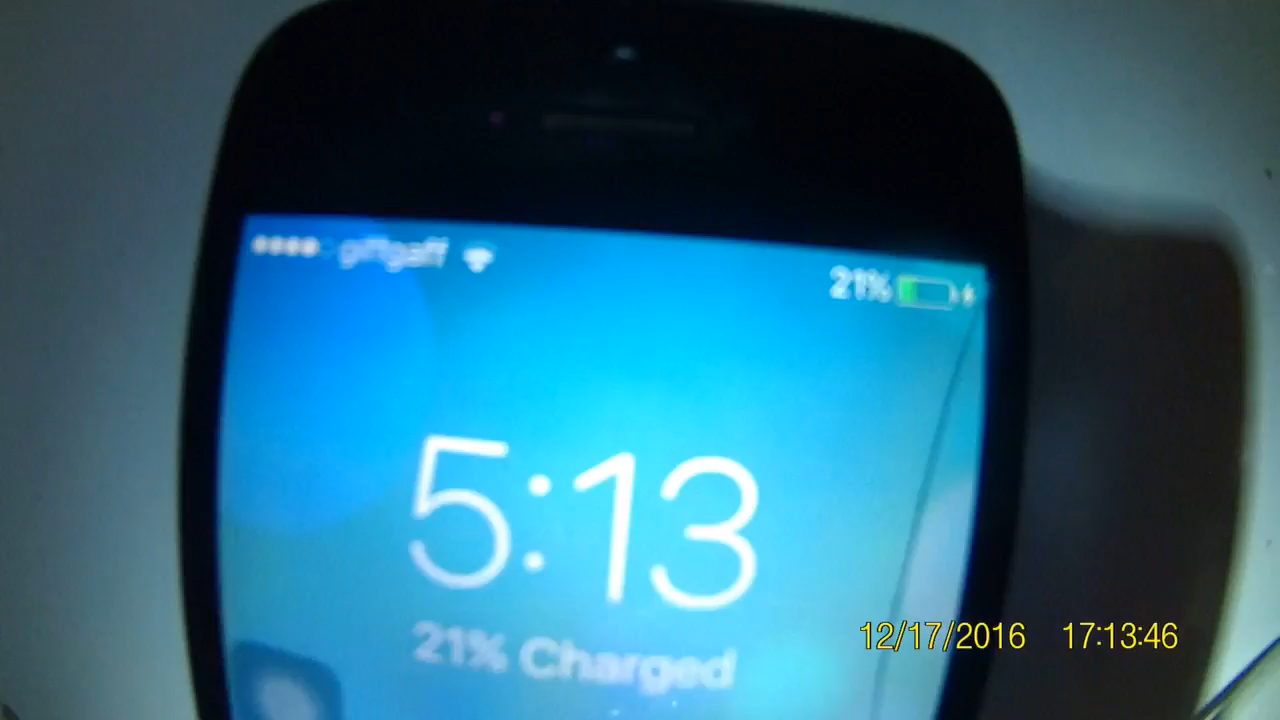 giffgaff 21%
5:13
21% Charged
12/17/2016 17:13:46